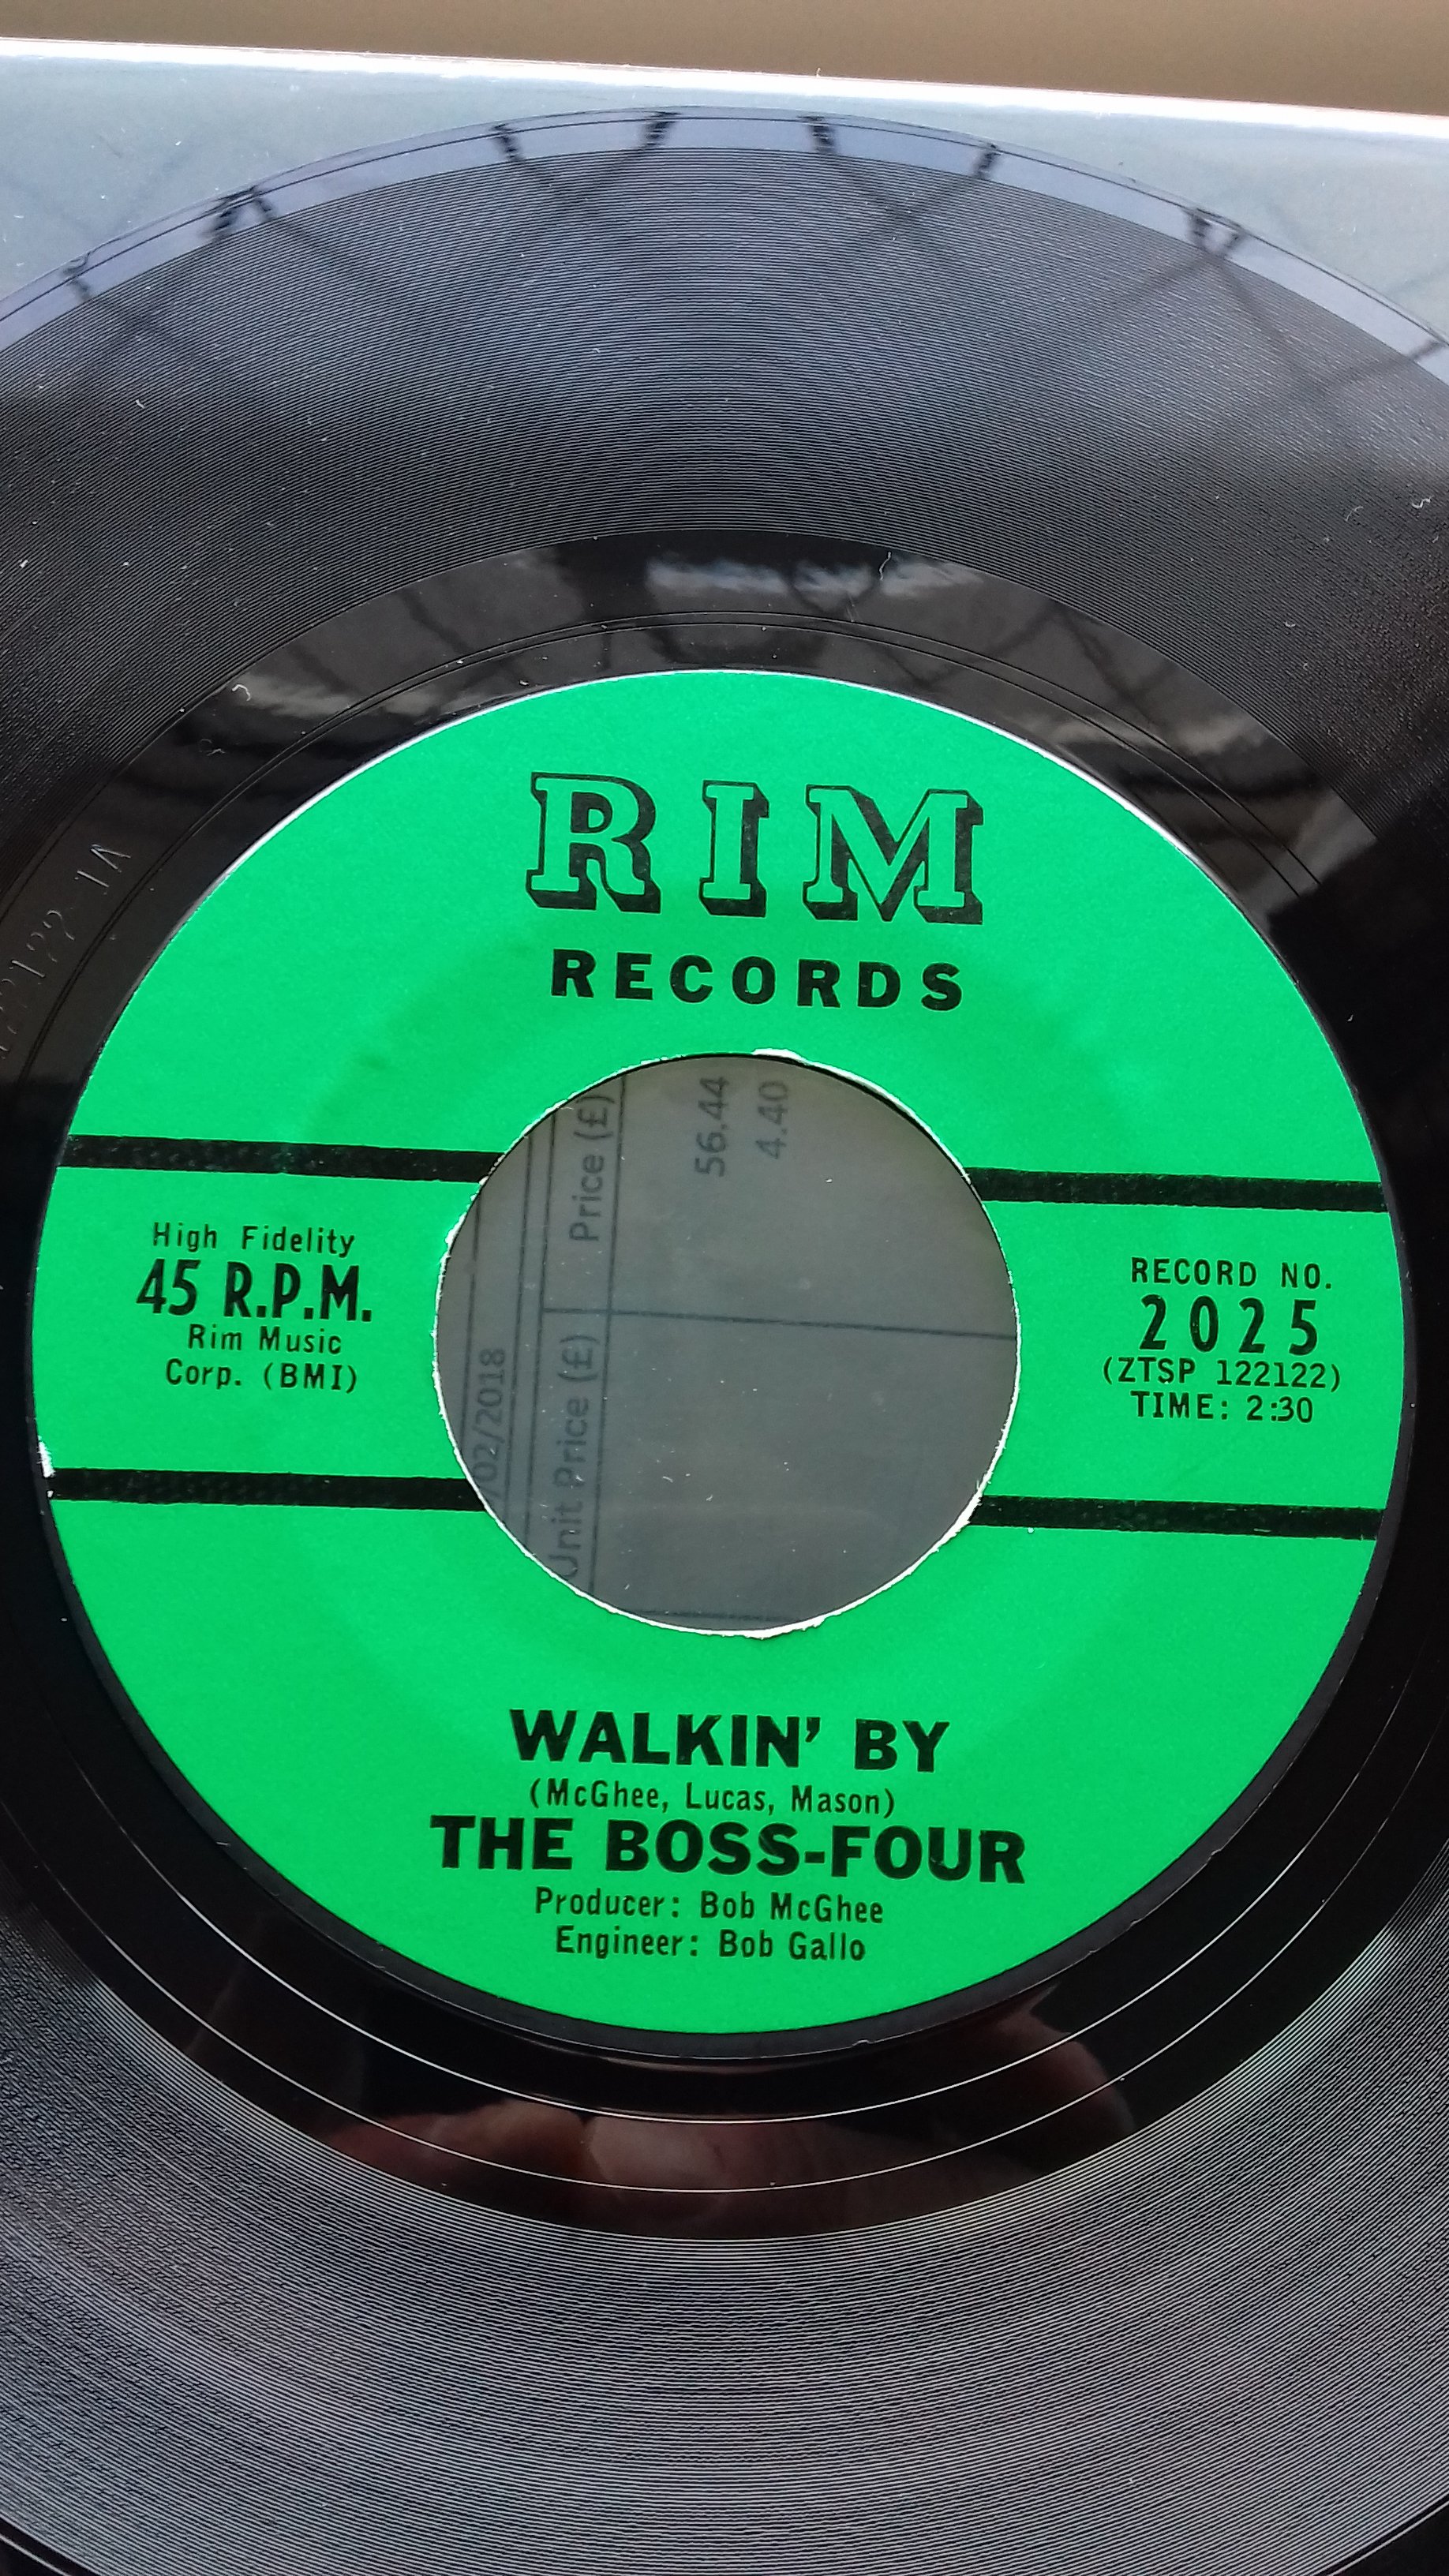 RIM
RECORDS
High Fidelity
45 R.P.M.
Rim Music
Corp. (BMI)
RECORD NO.
2025
(ZTSP 122122)
TIME: 2:30
WALKIN' BY
(McGhee, Lucas, Mason)
THE BOSS-FOUR
Producer: Bob McGhee
Engineer: Bob Gallo
/02/2018
Unit Price (£)
Price (£)
56.44
4.40
1A